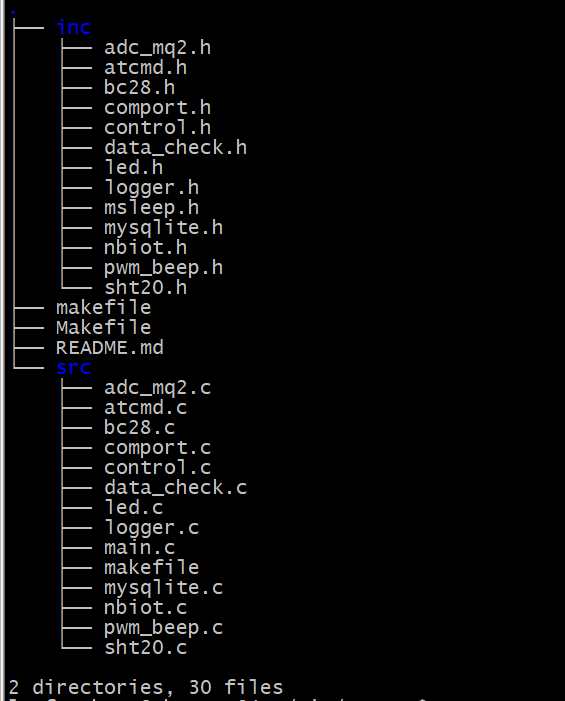 .
├── inc
│   ├── adc_mq2.h
│   ├── atcmd.h
│   ├── bc28.h
│   ├── comport.h
│   ├── control.h
│   ├── data_check.h
│   ├── led.h
│   ├── logger.h
│   ├── msleep.h
│   ├── mysqlite.h
│   ├── nbiot.h
│   ├── pwm_beep.h
│   └── sht20.h
├── makefile
├── Makefile
├── README.md
└── src
    ├── adc_mq2.c
    ├── atcmd.c
    ├── bc28.c
    ├── comport.c
    ├── control.c
    ├── data_check.c
    ├── led.c
    ├── logger.c
    ├── main.c
    ├── makefile
    ├── mysqlite.c
    ├── nbiot.c
    ├── pwm_beep.c
    └── sht20.c
2 directories, 30 files